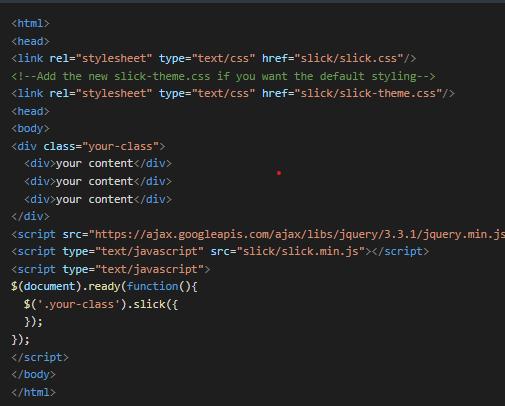 <html>
<head>
<link rel="stylesheet" type="text/css" href="slick/slick.css"/>
<!--Add the new slick-theme.css if you want the default styling-->
<link rel="stylesheet" type="text/css" href="slick/slick-theme.css"/>
<head>
<body>
<div class="your-class">
  <div>your content</div>
  <div>your content</div>
  <div>your content</div>
</div>
<script src="https://ajax.googleapis.com/ajax/libs/jquery/3.3.1/jquery.min.js
<script type="text/javascript" src="slick/slick.min.js"></script>
<script type="text/javascript">
$(document).ready(function(){
  $('.your-class').slick({
  });
});
</script>
</body>
</html>